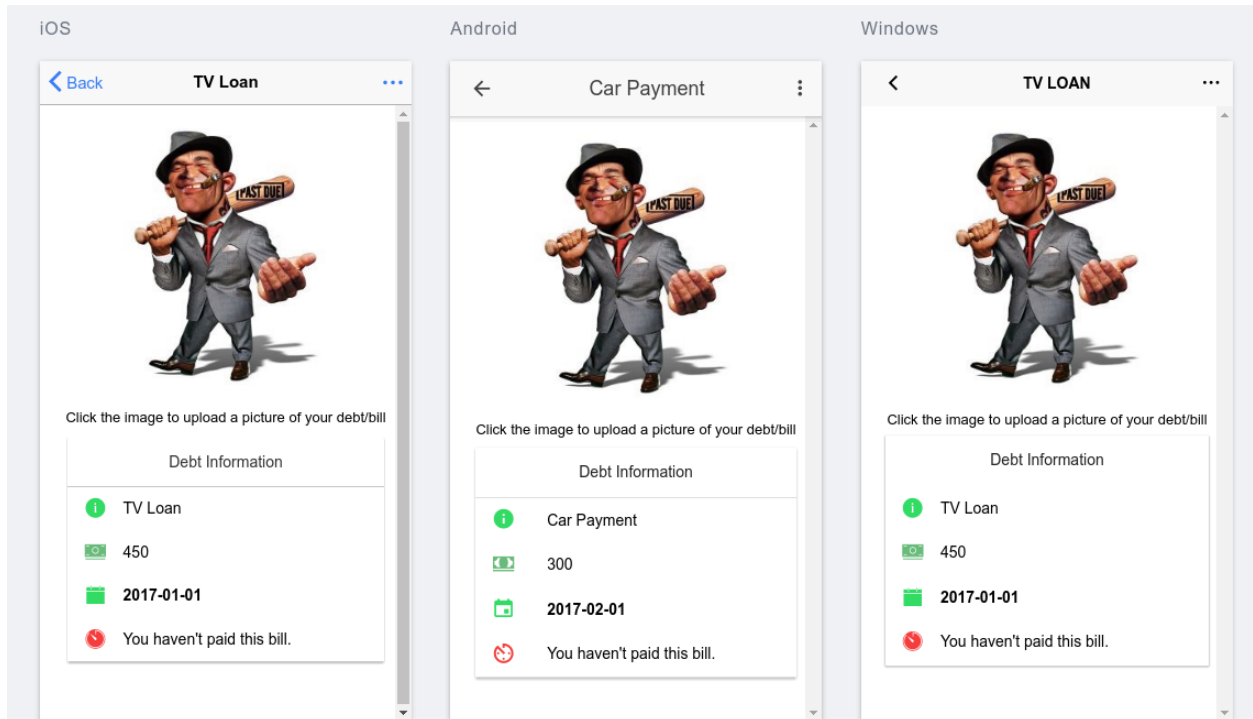 iOS
Back
TV Loan
PAST DUE
Click the image to upload a picture of your debt/bill
Debt Information
TV Loan
450
2017-01-01
You haven't paid this bill.
Android
Car Payment
PAST DUE
Click the image to upload a picture of your debt/bill
Debt Information
Car Payment
300
2017-02-01
You haven't paid this bill.
Windows
TV LOAN
PAST DUE
Click the image to upload a picture of your debt/bill
Debt Information
TV Loan
450
2017-01-01
You haven't paid this bill.